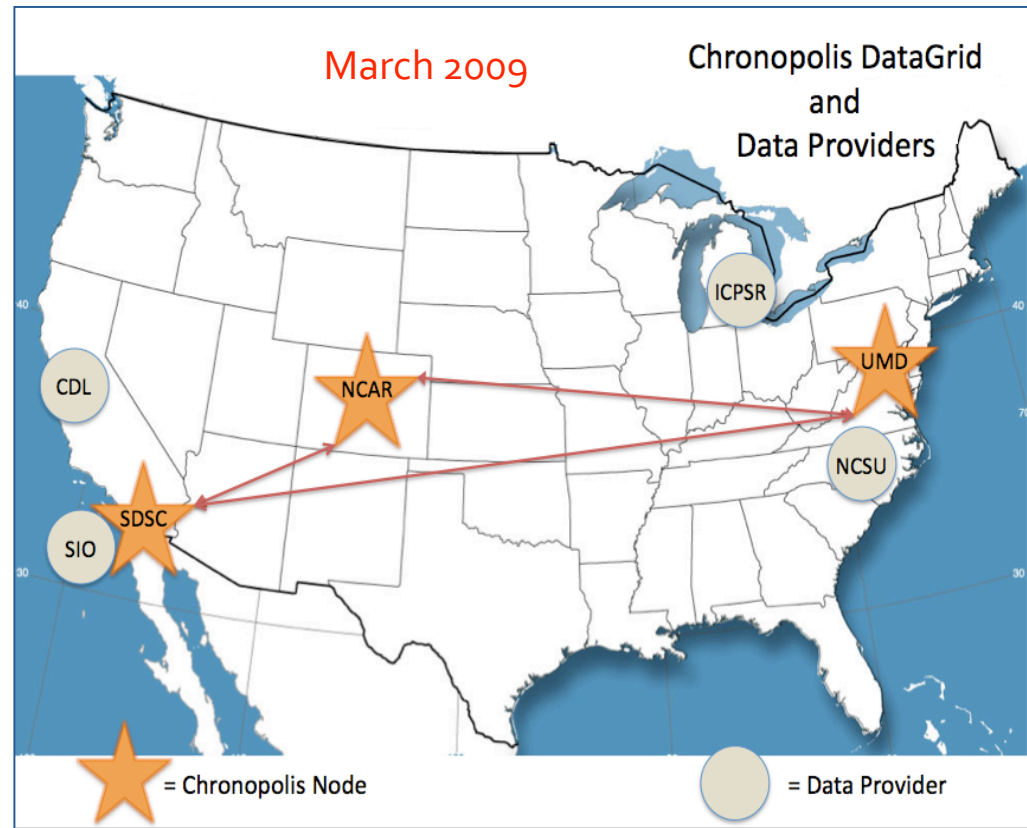 March 2009
Chronopolis DataGrid
and
Data Providers
ICPSR
40
40
UMD
CDL
NCAR
70
NCSU
SDSC
SIO
30
30
= Chronopolis Node
= Data Provider